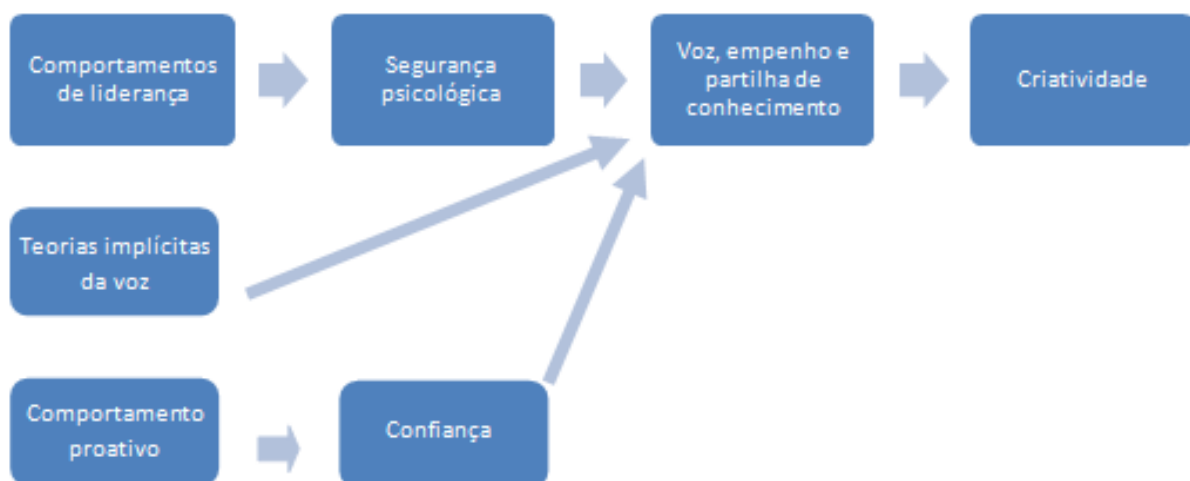 Comportamentos
de liderança
Segurança
psicológica
Voz, empenho e
partilha de
conhecimento
Criatividade
Teorias implícitas
da voz
Comportamento
proativo
Confiança